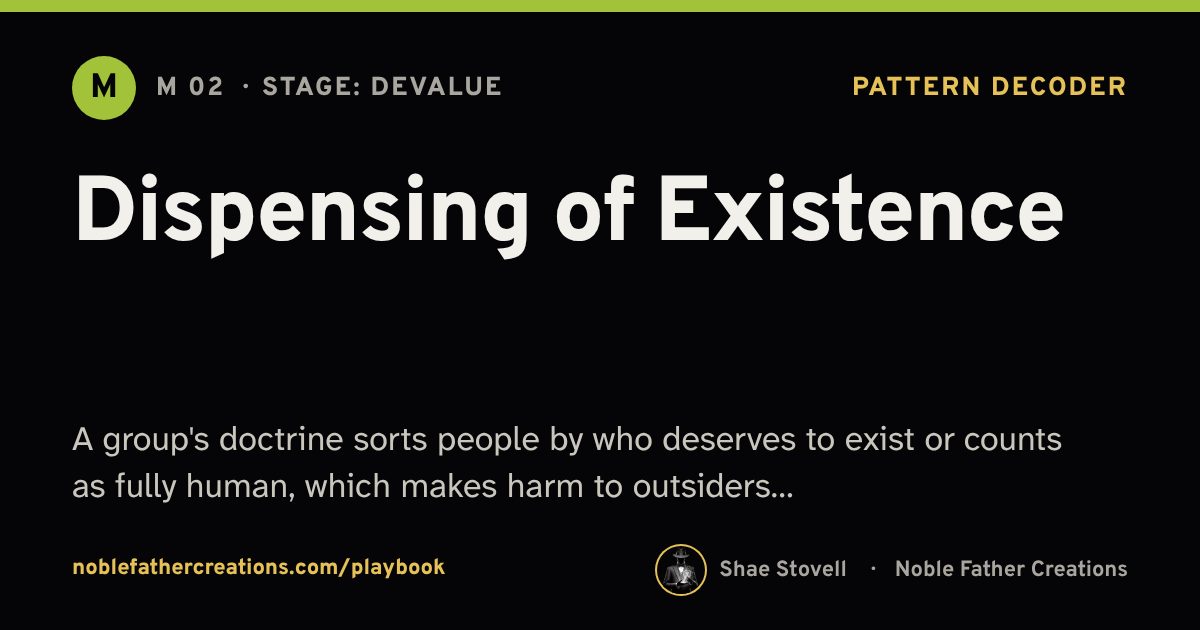 M
M 02 · STAGE: DEVALUE
PATTERN DECODER
Dispensing of Existence
A group's doctrine sorts people by who deserves to exist or counts
as fully human, which makes harm to outsiders...
noblefathercreations.com/playbook
Shae Stovell · Noble Father Creations